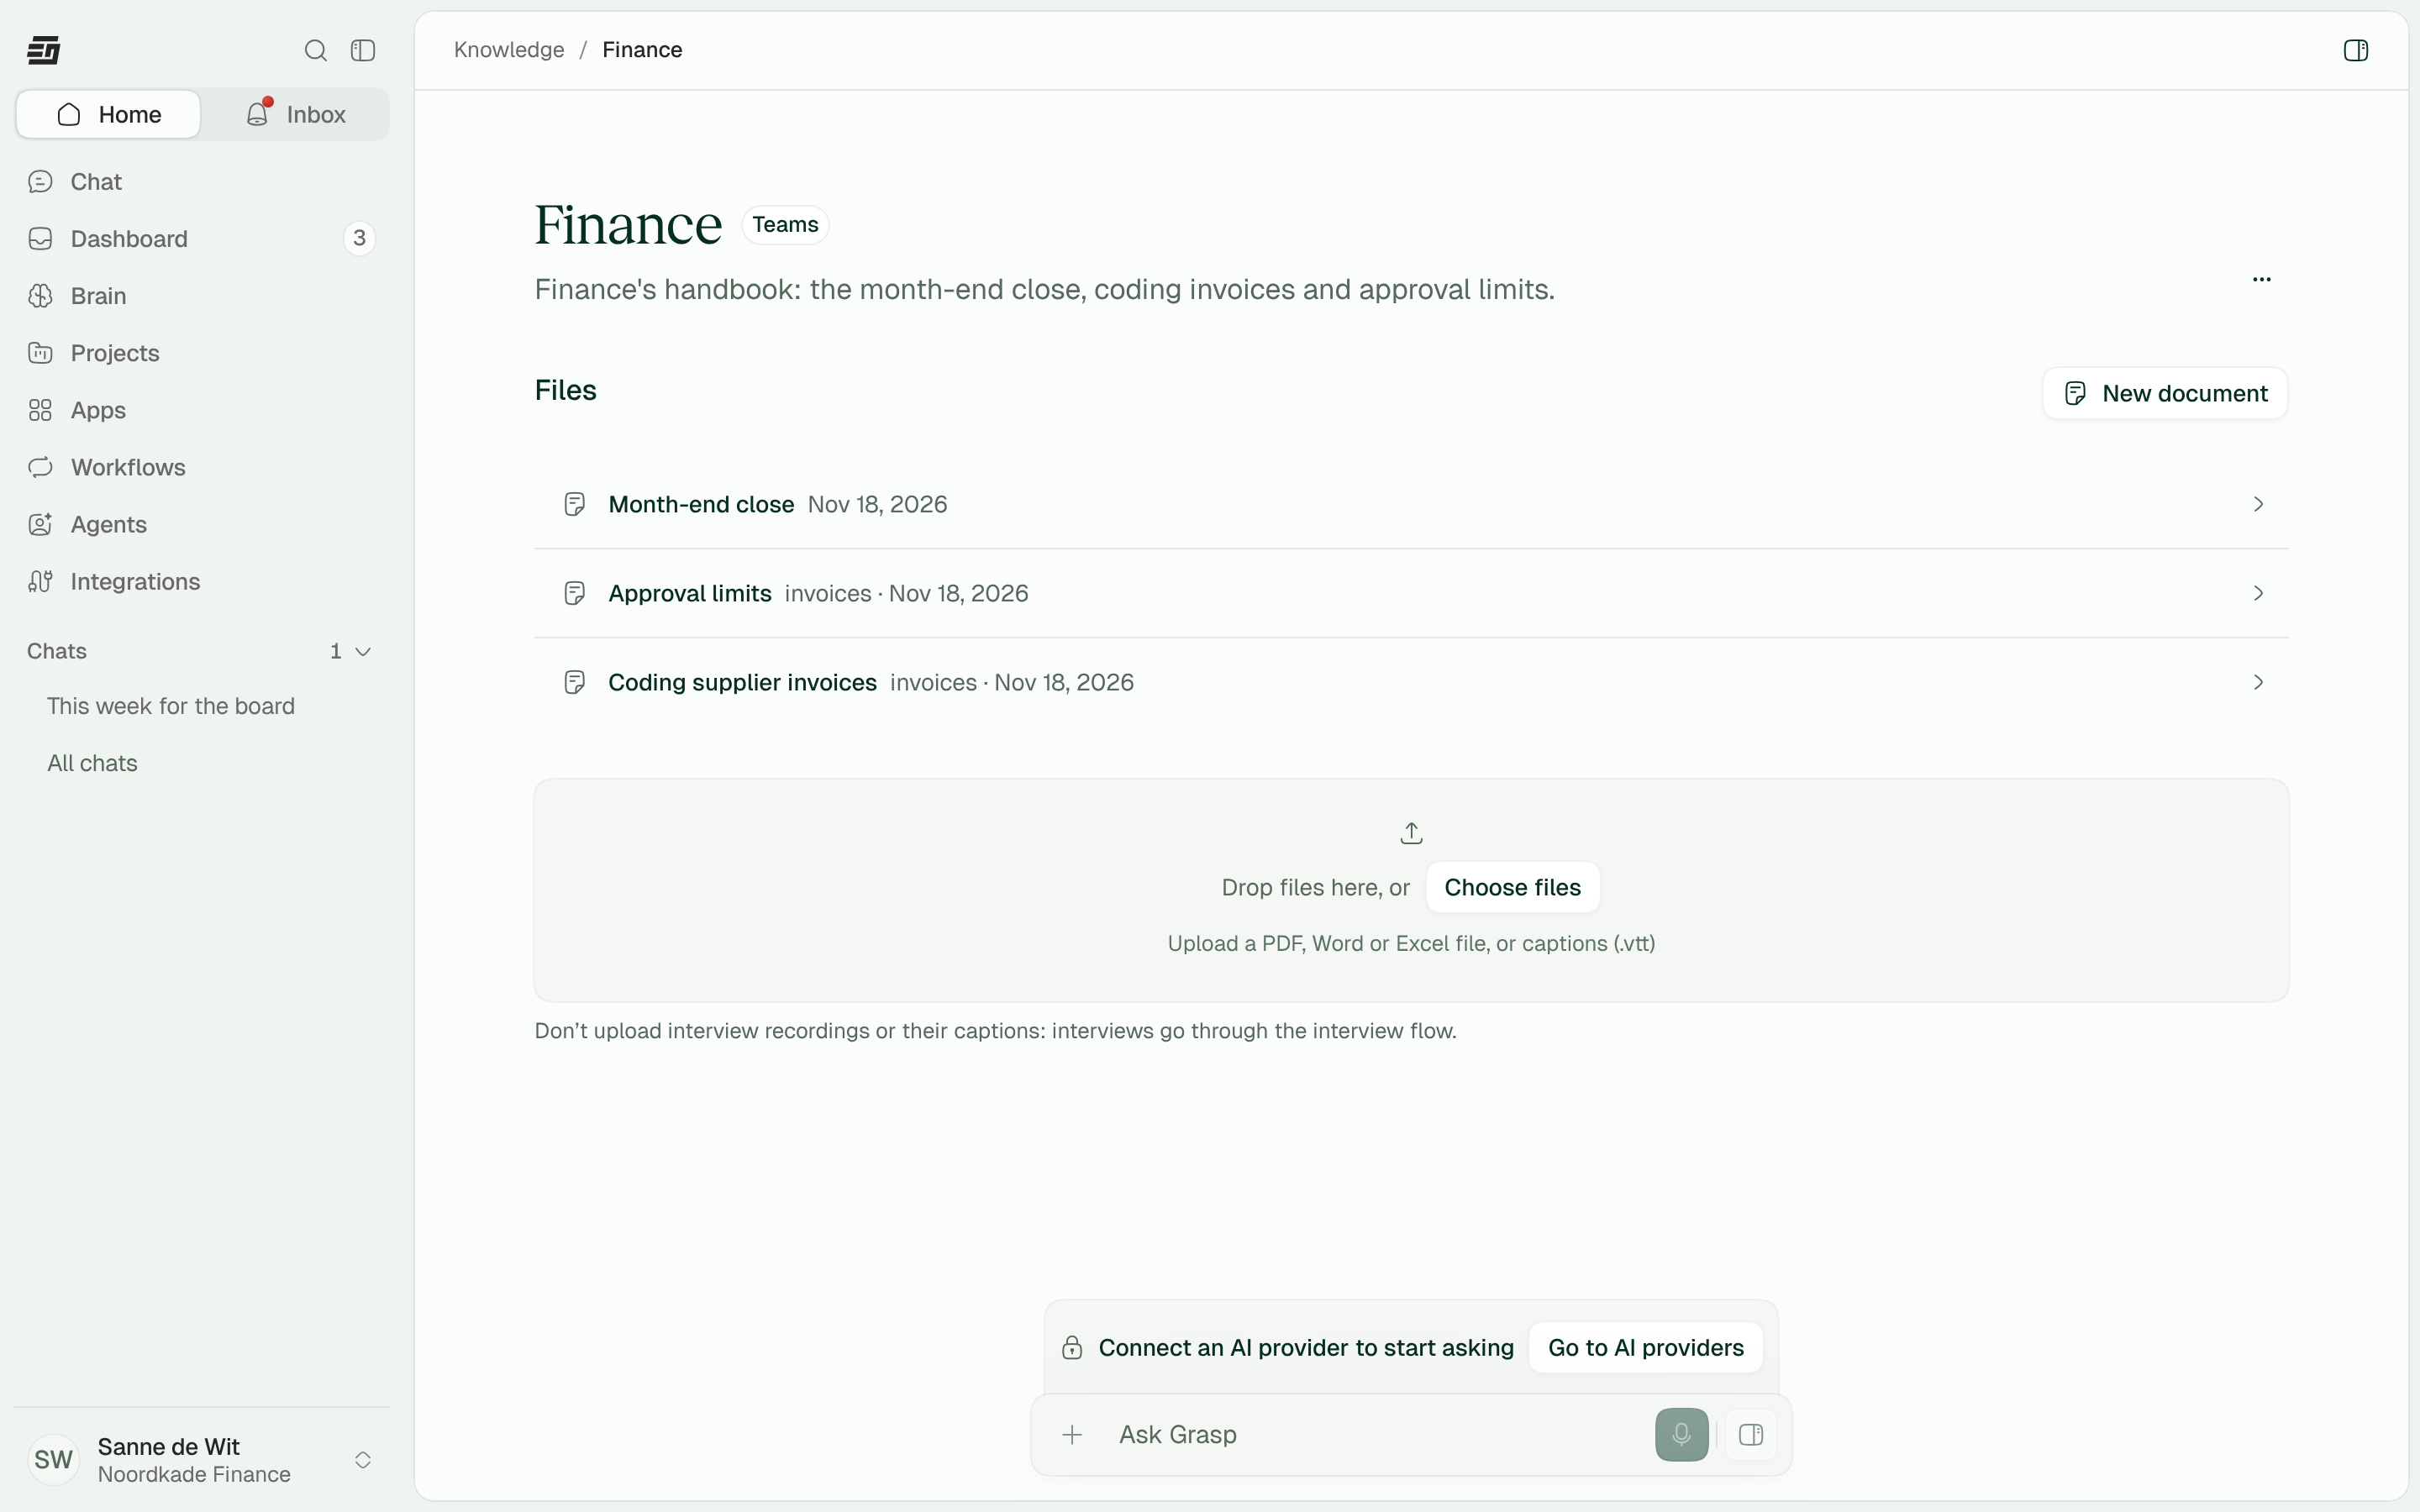 Home
Inbox
Chat
Dashboard 3
Brain
Projects
Apps
Workflows
Agents
Integrations
Chats 1
This week for the board
All chats
SW
Sanne de Wit
Noordkade Finance
Knowledge / Finance
Finance Teams
Finance's handbook: the month-end close, coding invoices and approval limits.
Files
New document
Month-end close Nov 18, 2026
Approval limits invoices · Nov 18, 2026
Coding supplier invoices invoices · Nov 18, 2026
Drop files here, or Choose files
Upload a PDF, Word or Excel file, or captions (.vtt)
Don’t upload interview recordings or their captions: interviews go through the interview flow.
Connect an AI provider to start asking Go to AI providers
Ask Grasp